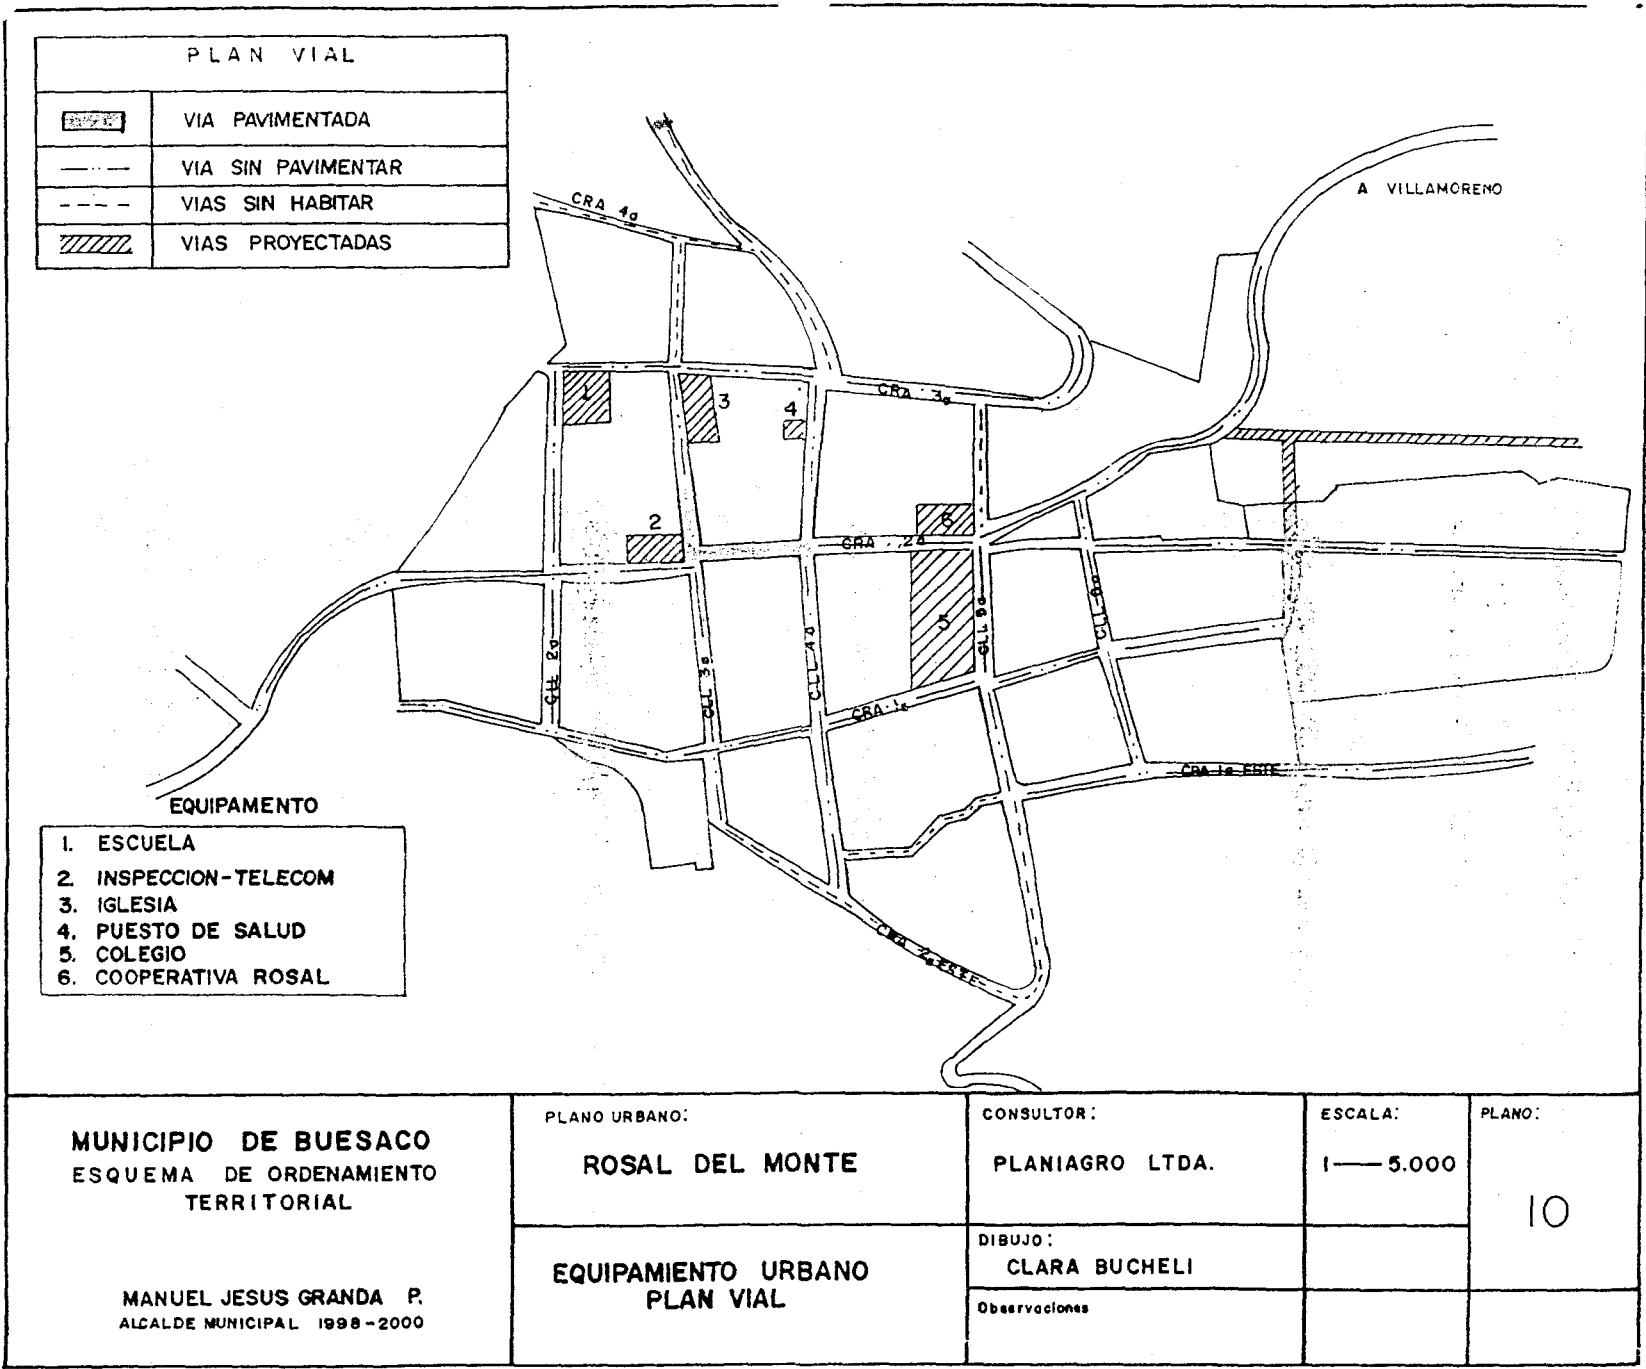 PLAN VIAL
VIA PAVIMENTADA
VIA SIN PAVIMENTAR
VIAS SIN HABITAR
VIAS PROYECTADAS
A VILLAMORENO
CRA 4a
CRA 3a
1
3
4
2
6
CRA 2a
5
CLL 2a
CLL 3a
CLL 4a
CLL 5a
CLL 6a
CRA 1a
CRA 1a ESTE
CRA 2a ESTE
EQUIPAMENTO
1. ESCUELA
2. INSPECCION-TELECOM
3. IGLESIA
4. PUESTO DE SALUD
5. COLEGIO
6. COOPERATIVA ROSAL
MUNICIPIO DE BUESACO
ESQUEMA DE ORDENAMIENTO
TERRITORIAL
MANUEL JESUS GRANDA P.
ALCALDE MUNICIPAL 1998-2000
PLANO URBANO:
ROSAL DEL MONTE
EQUIPAMIENTO URBANO
PLAN VIAL
CONSULTOR:
PLANIAGRO LTDA.
DIBUJO:
CLARA BUCHELI
Observaciones
ESCALA:
1——5.000
PLANO:
10